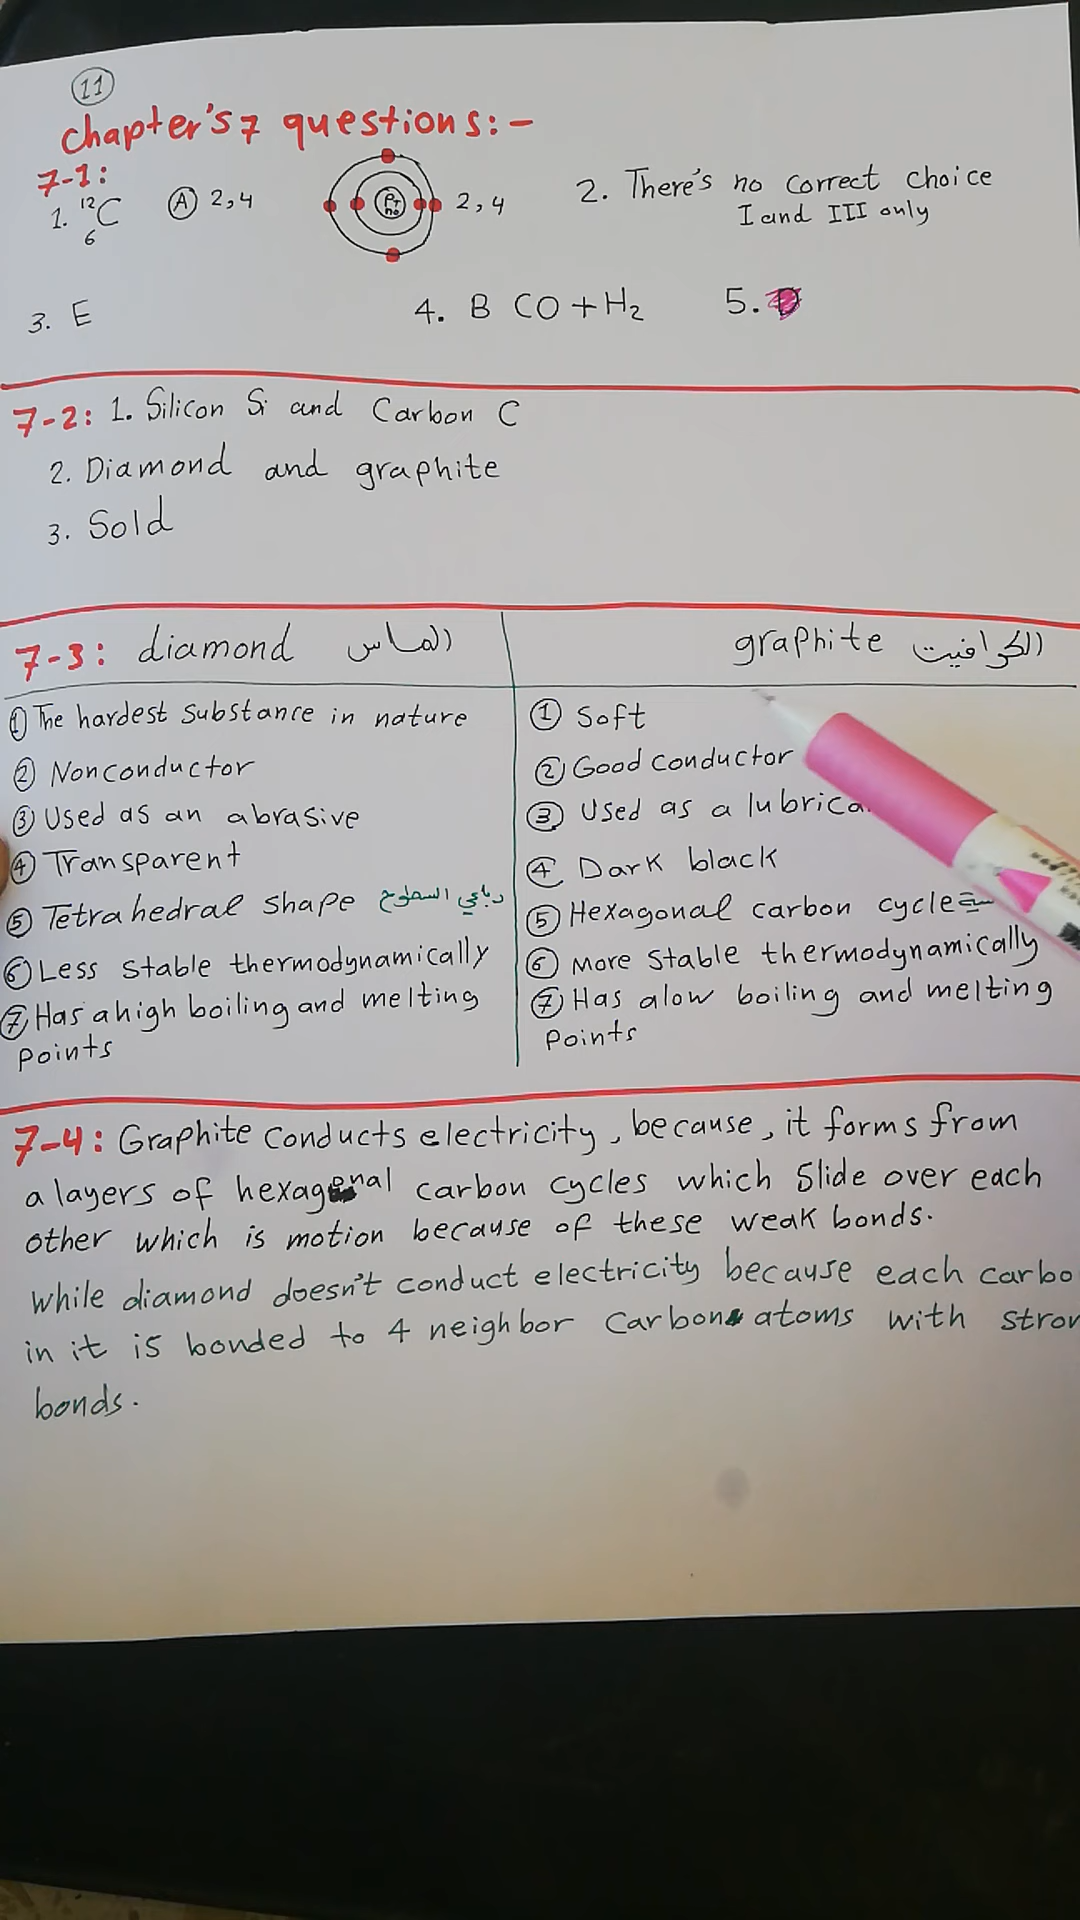 11
Chapter's 7 questions:-
7-1:
1. 12 6 C A 2,4 P7 no 2,4
2. There's no correct choice
I and III only
3. E
4. B CO + H2
5. D
7-2: 1. Silicon Si and Carbon C
2. Diamond and graphite
3. Sold
7-3: diamond الماس
① The hardest substance in nature
② Nonconductor
③ Used as an abrasive
④ Transparent
⑤ Tetrahedral shape رباعي السطوح
⑥ Less stable thermodynamically
⑦ Has a high boiling and melting
points
graphite الكرافيت
① Soft
② Good conductor
③ Used as a lubrica
④ Dark black
⑤ Hexagonal carbon cycle
⑥ More stable thermodynamically
⑦ Has alow boiling and melting
points
7-4: Graphite conducts electricity, because, it forms from
a layers of hexagonal carbon cycles which slide over each
other which is motion because of these weak bonds.
while diamond doesn't conduct electricity because each carbo
in it is bonded to 4 neighbor carbon atoms with stron
bonds.